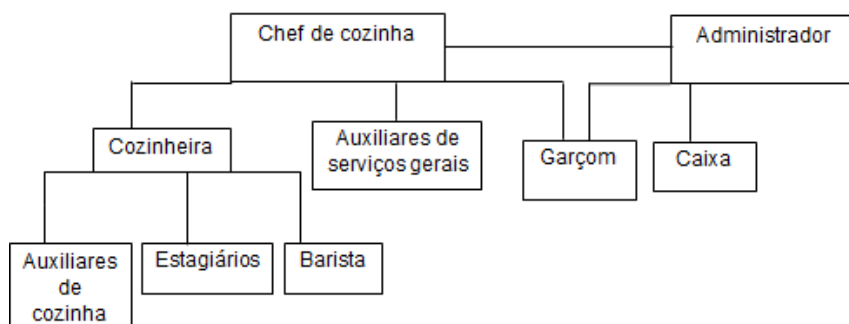 Chef de cozinha
Administrador
Cozinheira
Auxiliares de
serviços gerais
Garçom
Caixa
Auxiliares
de
cozinha
Estagiários
Barista